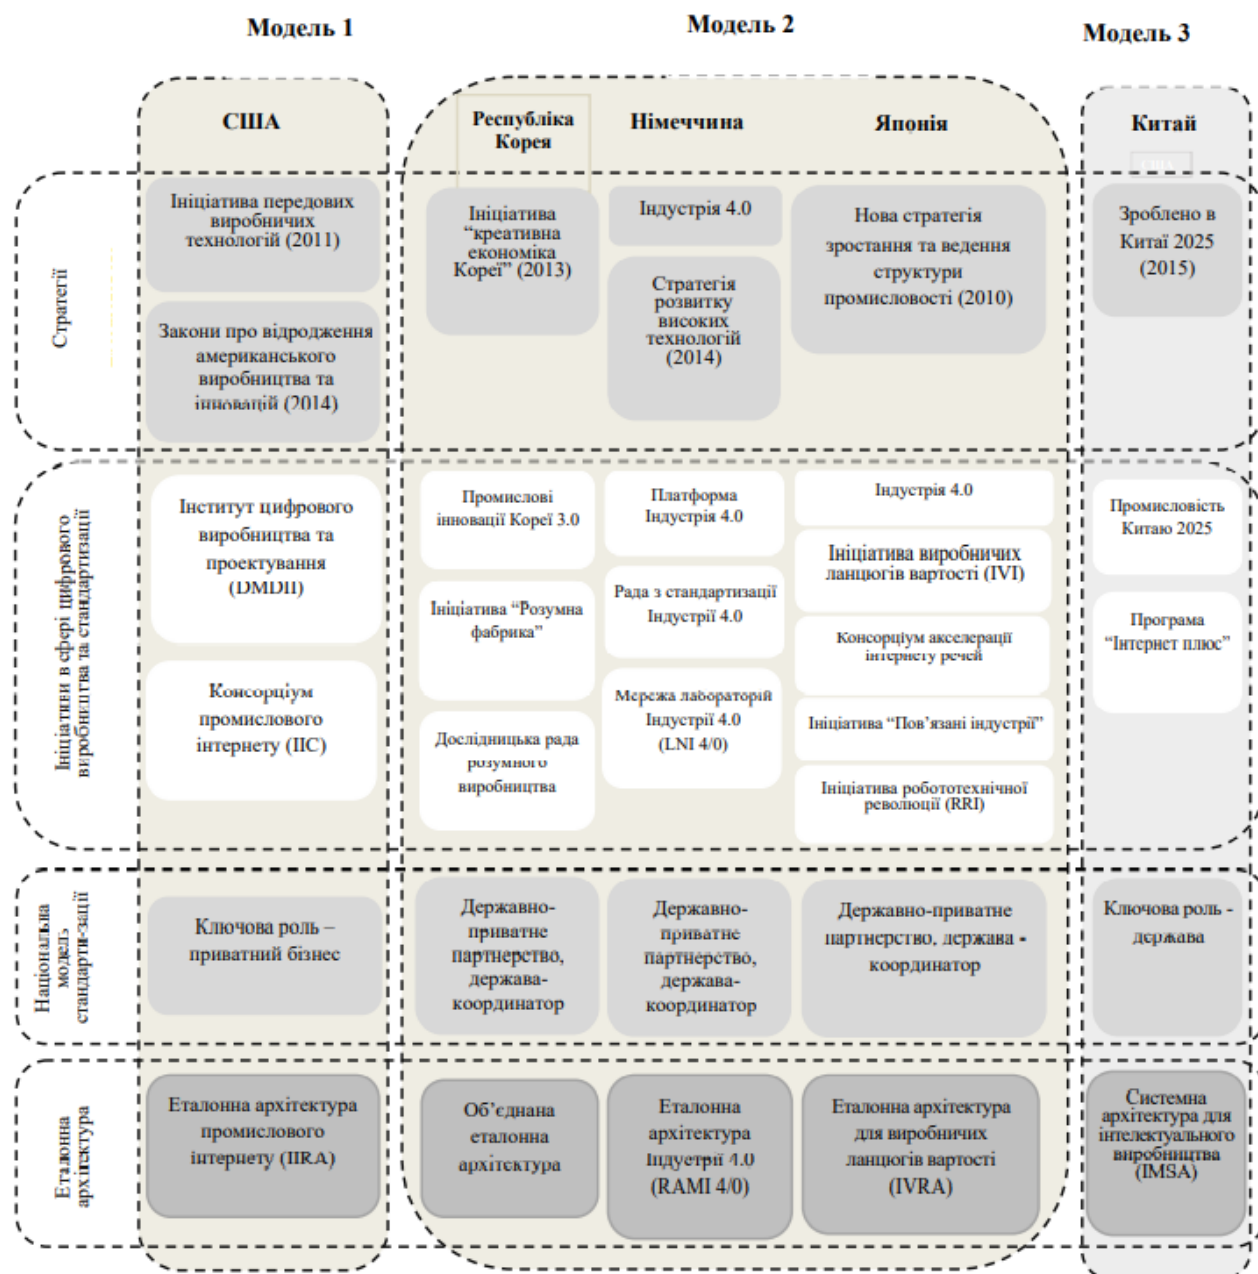 Модель 1
Модель 2
Модель 3
США
Республіка
Корея
Німеччина
Японія
Китай
США
Стратегії
Ініціатива передових
виробничих
технологій (2011)
Закони про відродження
американського
виробництва та
інновацій (2014)
Ініціатива
“креативна
економіка
Кореї” (2013)
Індустрія 4.0
Стратегія
розвитку
високих
технологій
(2014)
Нова стратегія
зростання та ведення
структури
промисловості (2010)
Зроблено в
Китаї 2025
(2015)
Ініціативи в сфері цифрового
виробництва та стандартизації
Інститут цифрового
виробництва та
проектування
(DMDII)
Консорціум
промислового
інтернету (IIC)
Промислові
інновації Кореї 3.0
Ініціатива “Розумна
фабрика”
Дослідницька рада
розумного
виробництва
Платформа
Індустрія 4.0
Рада з стандартизації
Індустрії 4.0
Мережа лабораторій
Індустрії 4.0
(LNI 4/0)
Індустрія 4.0
Ініціатива виробничих
ланцюгів вартості (IVI)
Консорціум акселерації
інтернету речей
Ініціатива “Пов’язані індустрії”
Ініціатива робототехнічної
революції (RRI)
Промисловість
Китаю 2025
Програма
“Інтернет плюс”
Національна
модель
стандарти-зації
Ключова роль –
приватний бізнес
Державно-
приватне
партнерство,
держава-
координатор
Державно-
приватне
партнерство,
держава-
координатор
Державно-приватне
партнерство, держава -
координатор
Ключова роль -
держава
Еталонна
архітектура
Еталонна архітектура
промислового
інтернету (IIRA)
Об’єднана
еталонна
архітектура
Еталонна
архітектура
Індустрії 4.0
(RAMI 4/0)
Еталонна архітектура
для виробничих
ланцюгів вартості
(IVRA)
Системна
архітектура для
інтелектуального
виробництва
(IMSA)